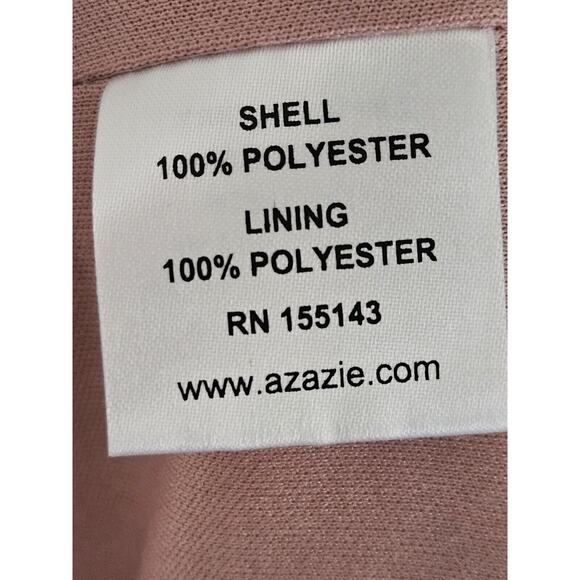 SHELL
100% POLYESTER
LINING
100% POLYESTER
RN 155143
www.azazie.com